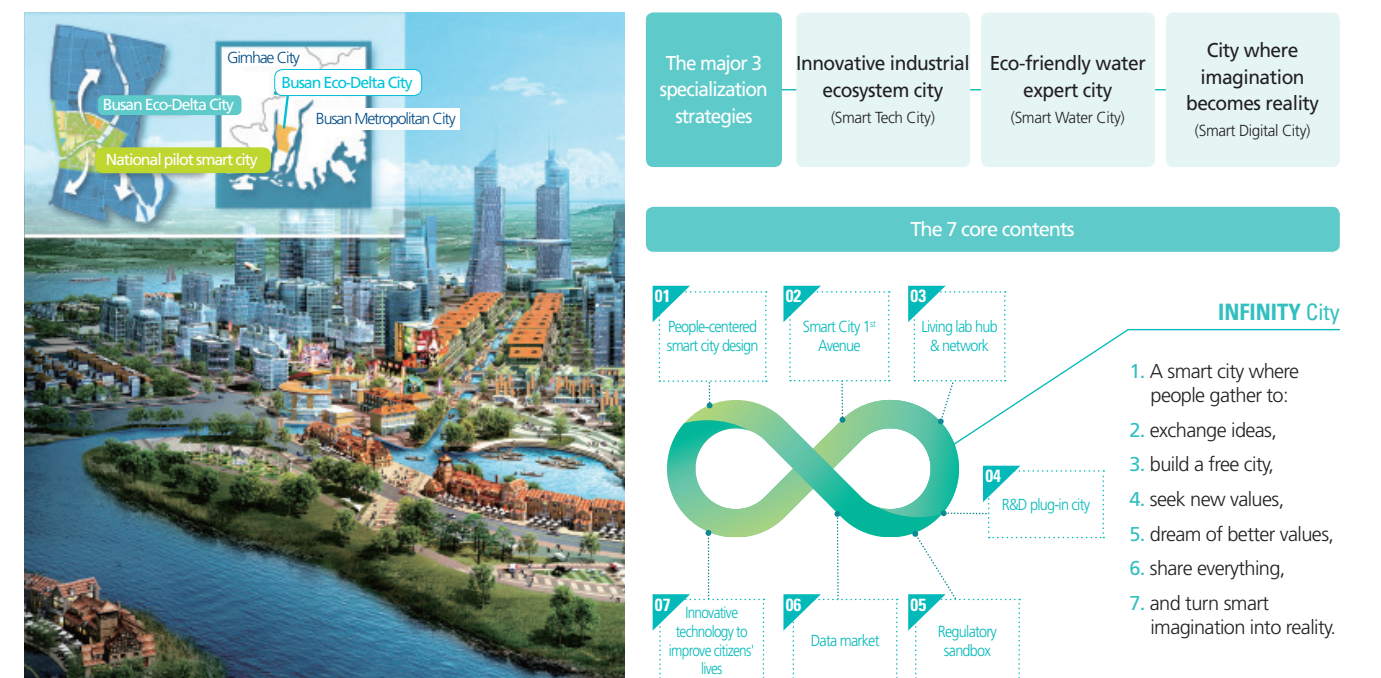 Gimhae City
Busan Eco-Delta City
Busan Eco-Delta City
Busan Metropolitan City
National pilot smart city
The major 3
specialization
strategies
Innovative industrial
ecosystem city
(Smart Tech City)
Eco-friendly water
expert city
(Smart Water City)
City where
imagination
becomes reality
(Smart Digital City)
The 7 core contents
01
People-centered
smart city design
02
Smart City 1st
Avenue
03
Living lab hub
& network
04
R&D plug-in city
05
Regulatory
sandbox
06
Data market
07
Innovative
technology to
improve citizens'
lives
INFINITY City
1. A smart city where
people gather to:
2. exchange ideas,
3. build a free city,
4. seek new values,
5. dream of better values,
6. share everything,
7. and turn smart
imagination into reality.